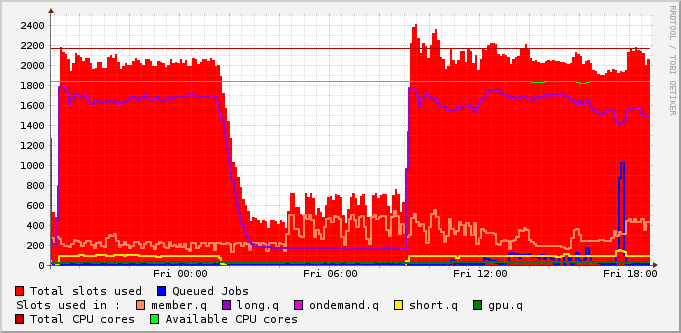 2400
2200
2000
1800
1600
1400
1200
1000
800
600
400
200
0
Fri 00:00 Fri 06:00 Fri 12:00 Fri 18:00
Total slots used Queued Jobs
Slots used in : member.q long.q ondemand.q short.q gpu.q
Total CPU cores Available CPU cores
RRDTOOL / TOBI OETIKER